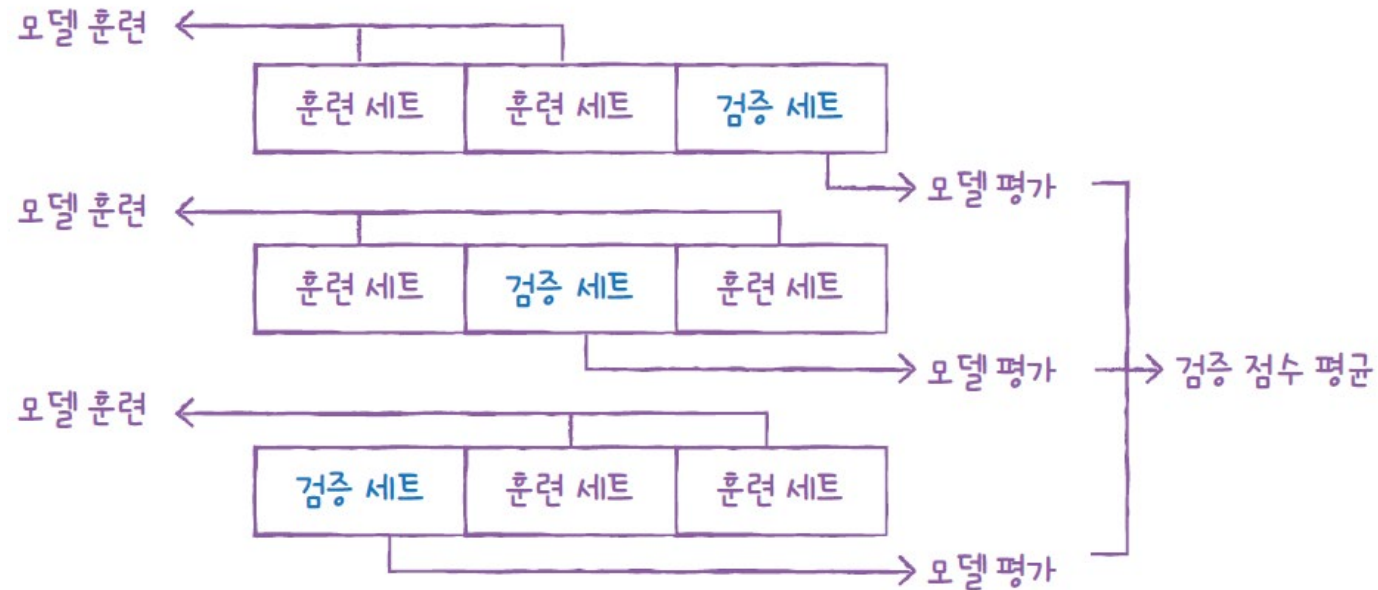 모델 훈련
훈련 세트 훈련 세트 검증 세트
모델 평가
모델 훈련
훈련 세트 검증 세트 훈련 세트
모델 평가
검증 점수 평균
모델 훈련
검증 세트 훈련 세트 훈련 세트
모델 평가